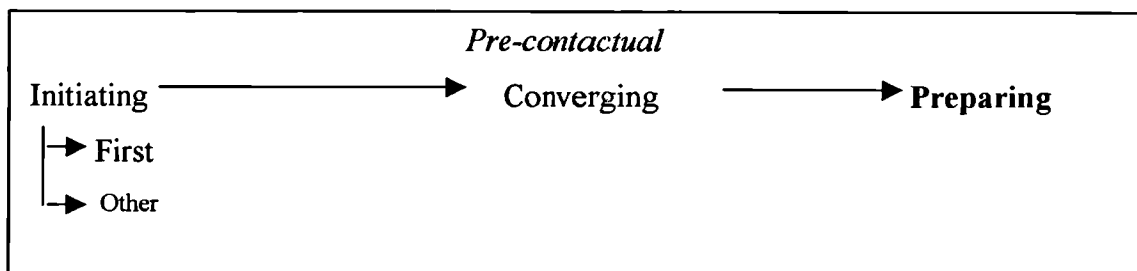 Pre-contactual
Initiating Converging Preparing
First
Other